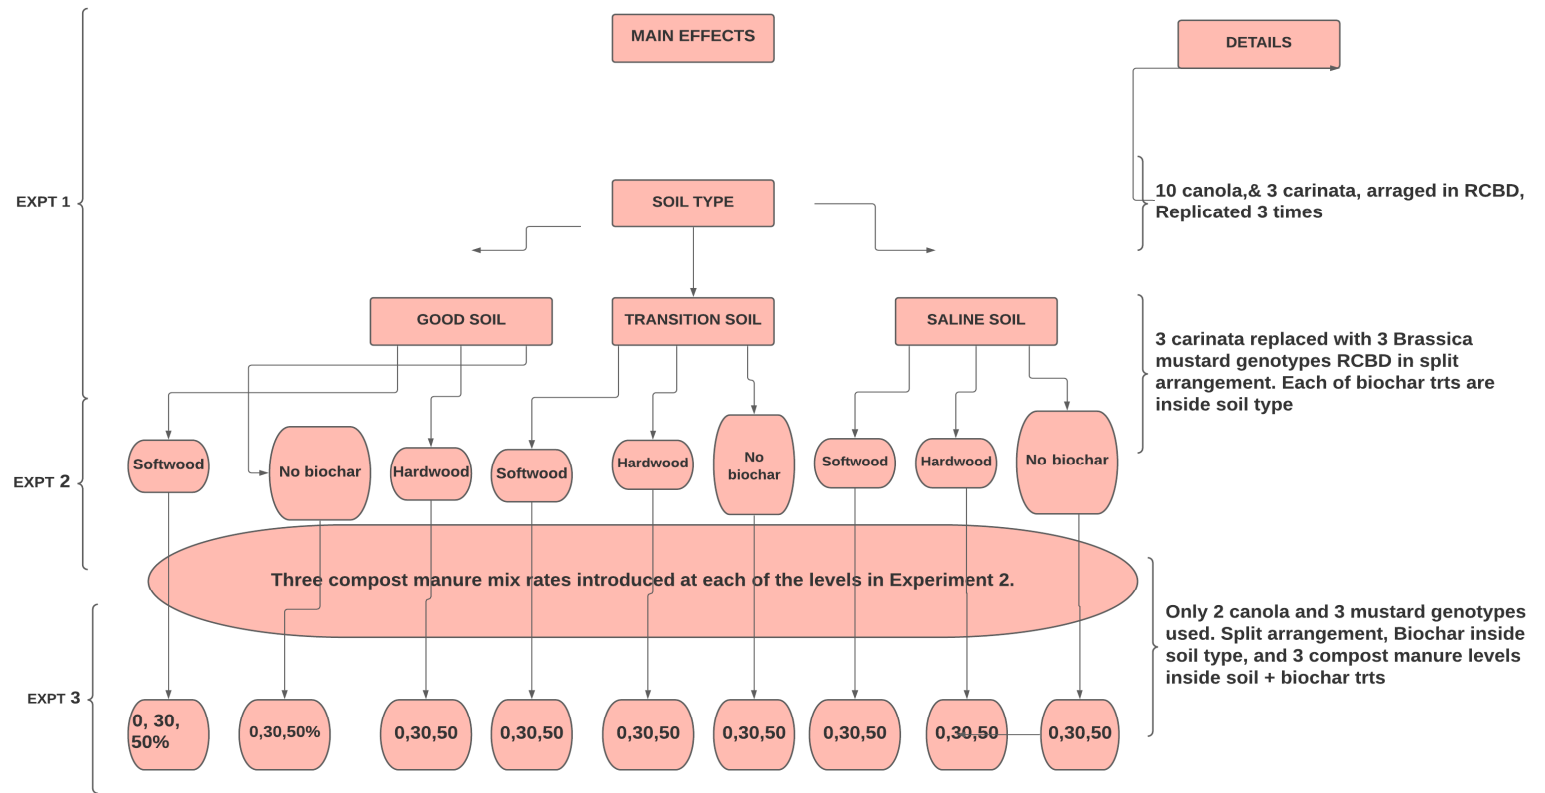 MAIN EFFECTS
DETAILS
EXPT 1
SOIL TYPE
10 canola,& 3 carinata, arraged in RCBD,
Replicated 3 times
GOOD SOIL
TRANSITION SOIL
SALINE SOIL
3 carinata replaced with 3 Brassica
mustard genotypes RCBD in split
arrangement. Each of biochar trts are
inside soil type
EXPT 2
Softwood
No biochar
Hardwood
Softwood
Hardwood
No
biochar
Softwood
Hardwood
No biochar
Three compost manure mix rates introduced at each of the levels in Experiment 2.
Only 2 canola and 3 mustard genotypes
used. Split arrangement, Biochar inside
soil type, and 3 compost manure levels
inside soil + biochar trts
EXPT 3
0, 30,
50%
0,30,50%
0,30,50
0,30,50
0,30,50
0,30,50
0,30,50
0,30,50
0,30,50